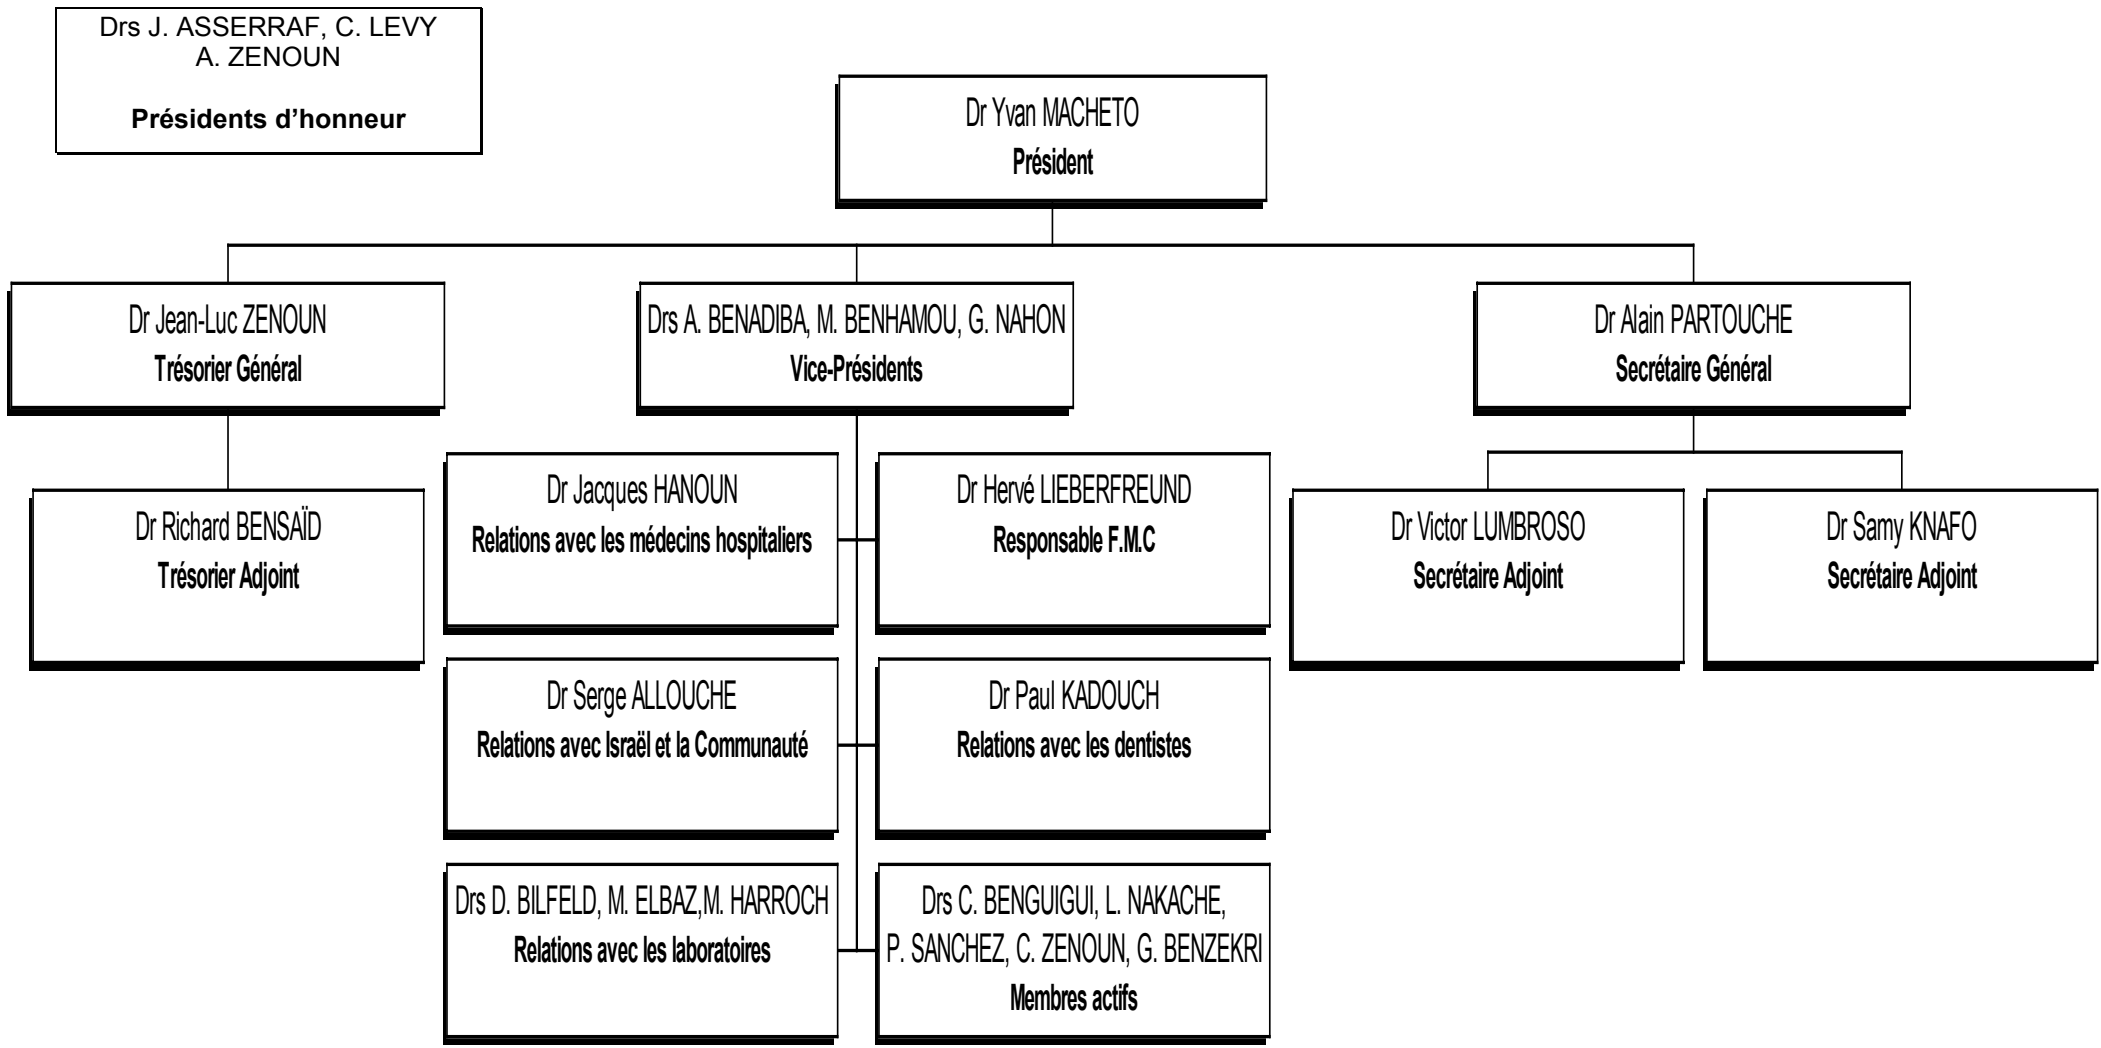 Drs J. ASSERRAF, C. LEVY
A. ZENOUN
Présidents d’honneur
Dr Yvan MACHETO
Président
Dr Jean-Luc ZENOUN
Trésorier Général
Drs A. BENADIBA, M. BENHAMOU, G. NAHON
Vice-Présidents
Dr Alain PARTOUCHE
Secrétaire Général
Dr Richard BENSAÏD
Trésorier Adjoint
Dr Jacques HANOUN
Relations avec les médecins hospitaliers
Dr Hervé LIEBERFREUND
Responsable F.M.C
Dr Victor LUMBROSO
Secrétaire Adjoint
Dr Samy KNAFO
Secrétaire Adjoint
Dr Serge ALLOUCHE
Relations avec Israël et la Communauté
Dr Paul KADOUCH
Relations avec les dentistes
Drs D. BILFELD, M. ELBAZ,M. HARROCH
Relations avec les laboratoires
Drs C. BENGUIGUI, L. NAKACHE,
P. SANCHEZ, C. ZENOUN, G. BENZEKRI
Membres actifs